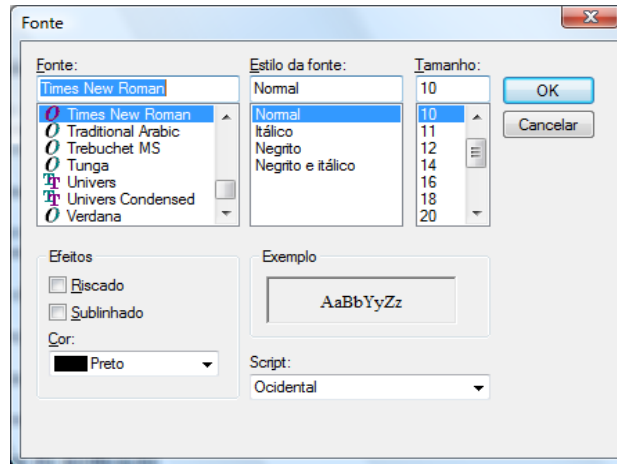 Fonte
Fonte: Estilo da fonte: Tamanho:
Times New Roman Normal 10 OK
Times New Roman Normal 10 Cancelar
Traditional Arabic Itálico 11
Trebuchet MS Negrito 12
Tunga Negrito e itálico 14
Univers 16
Univers Condensed 18
Verdana 20
Efeitos Exemplo
Riscado AaBbYyZz
Sublinhado
Cor:
Preto Script:
Ocidental